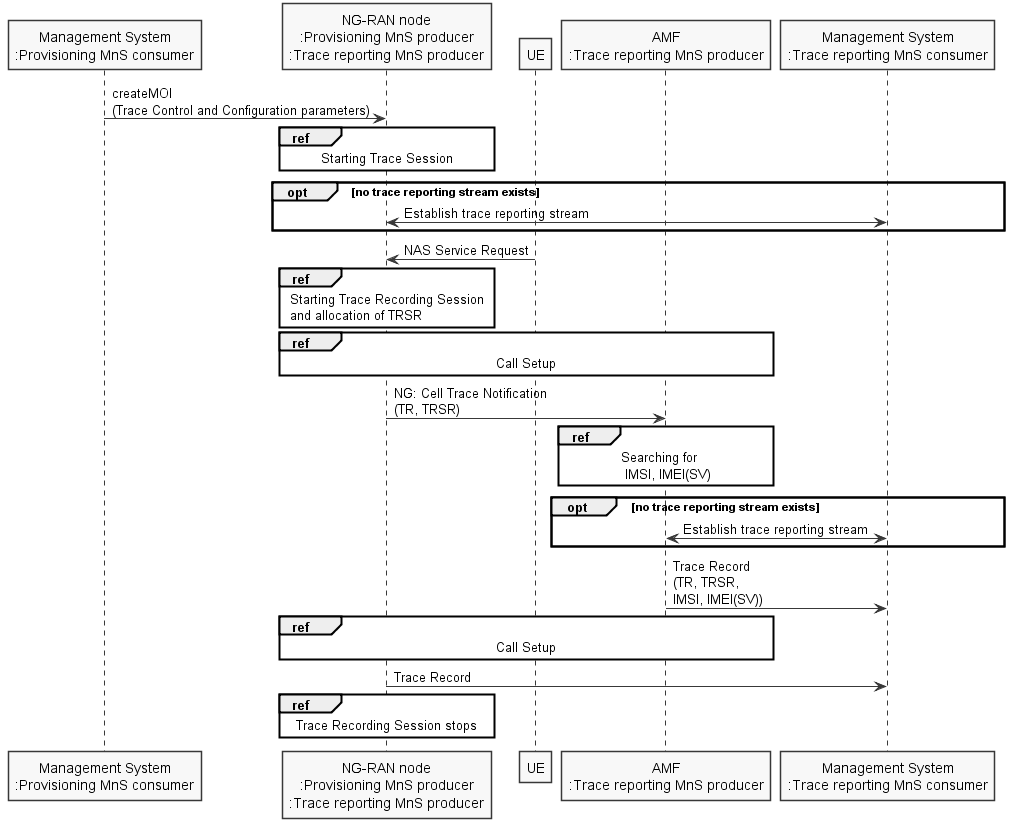 Management System
:Provisioning MnS consumer
NG-RAN node
:Provisioning MnS producer
:Trace reporting MnS producer
UE
AMF
:Trace reporting MnS producer
Management System
:Trace reporting MnS consumer
createMOI
(Trace Control and Configuration parameters)
ref
Starting Trace Session
opt
[no trace reporting stream exists]
Establish trace reporting stream
NAS Service Request
ref
Starting Trace Recording Session
and allocation of TRSR
ref
Call Setup
NG: Cell Trace Notification
(TR, TRSR)
ref
Searching for
IMSI, IMEI(SV)
opt
[no trace reporting stream exists]
Establish trace reporting stream
Trace Record
(TR, TRSR,
IMSI, IMEI(SV))
ref
Call Setup
Trace Record
ref
Trace Recording Session stops
Management System
:Provisioning MnS consumer
NG-RAN node
:Provisioning MnS producer
:Trace reporting MnS producer
UE
AMF
:Trace reporting MnS producer
Management System
:Trace reporting MnS consumer